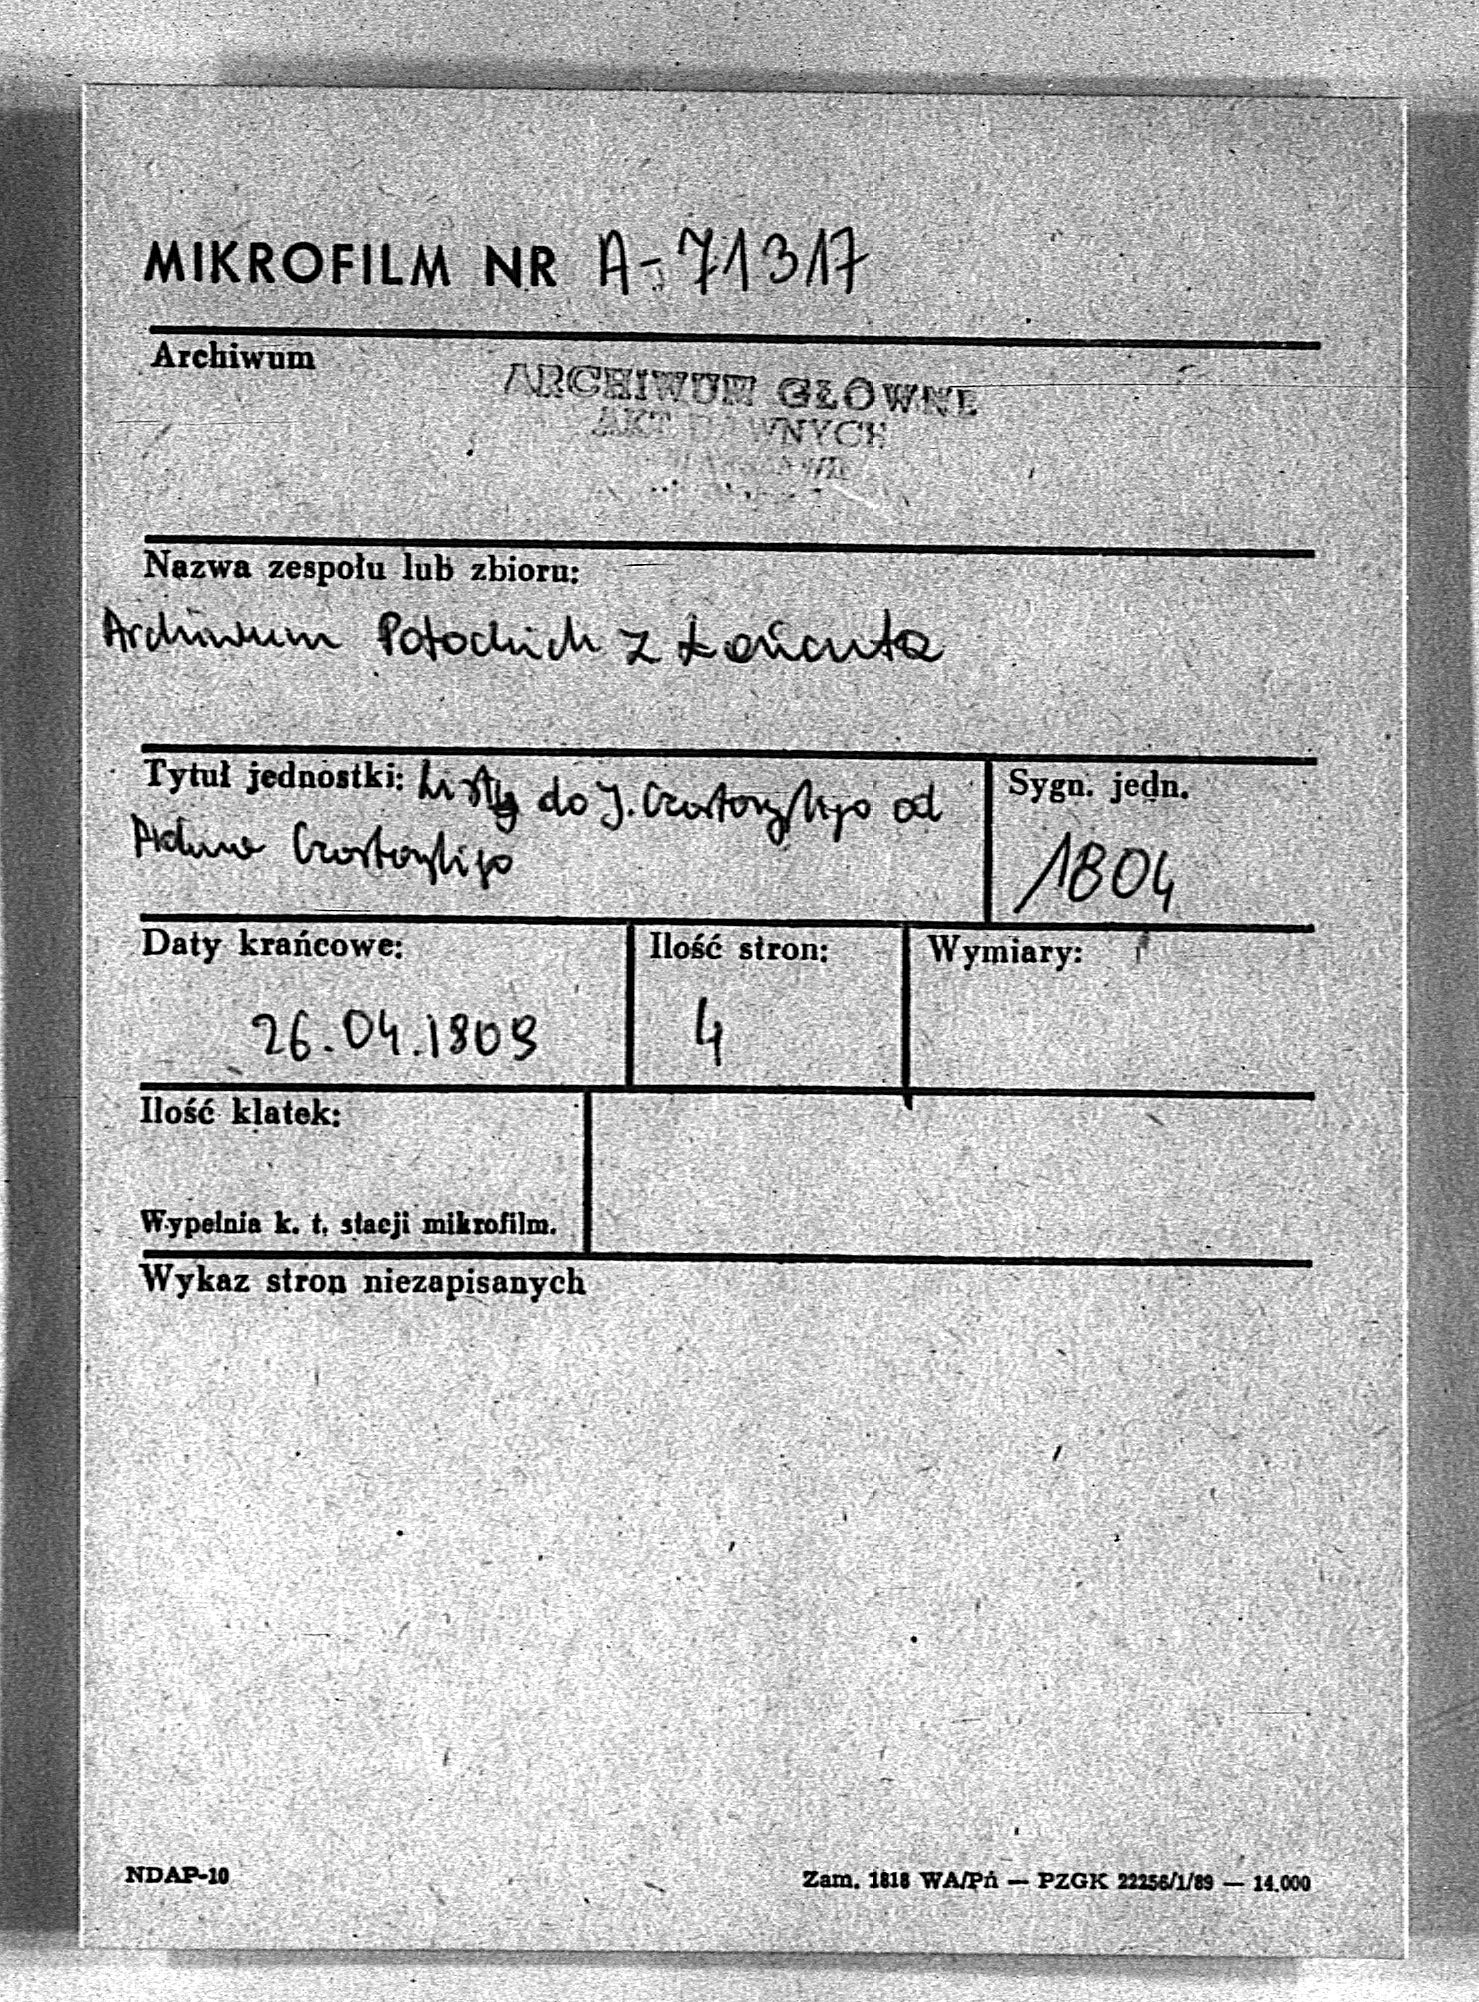 MIKROFILM NR A-71317
Archiwum
ARCHIWUM GŁÓWNE
AKT DAWNYCH
Nazwa zespołu lub zbioru:
Archiwum Potockich z Łańcuta
Tytuł jednostki: Listy do J. Czartoryskiego od
Adama Czartoryskiego
Sygn. jedn.
1804
Daty krańcowe:
26.04.1803
Ilość stron:
4
Wymiary:
Ilość klatek:
Wypełnia k. t. stacji mikrofilm.
Wykaz stron niezapisanych
NDAP-10
Zam. 1818 WA/Pń — PZGK 22256/1/89 — 14.000